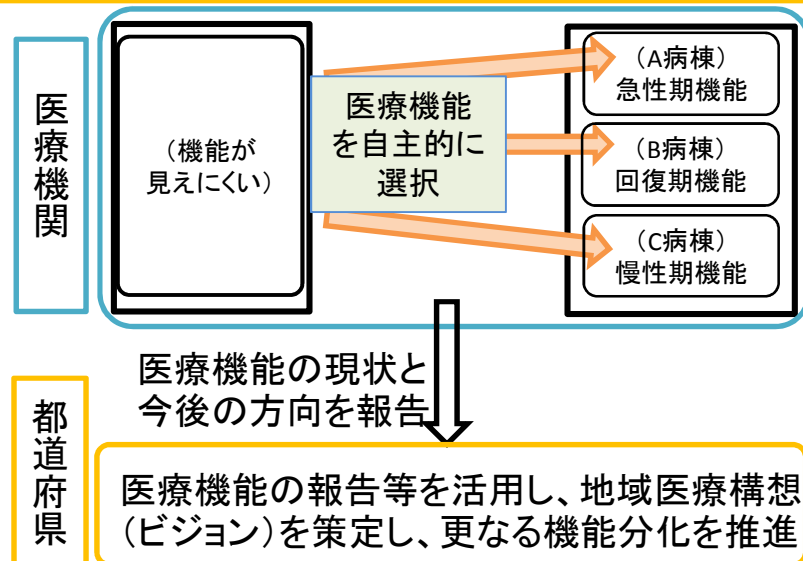 医療機関
(機能が
見えにくい)
医療機能
を自主的に
選択
(A病棟)
急性期機能
(B病棟)
回復期機能
(C病棟)
慢性期機能
医療機能の現状と
今後の方向を報告
都道府県
医療機能の報告等を活用し、地域医療構想
(ビジョン)を策定し、更なる機能分化を推進